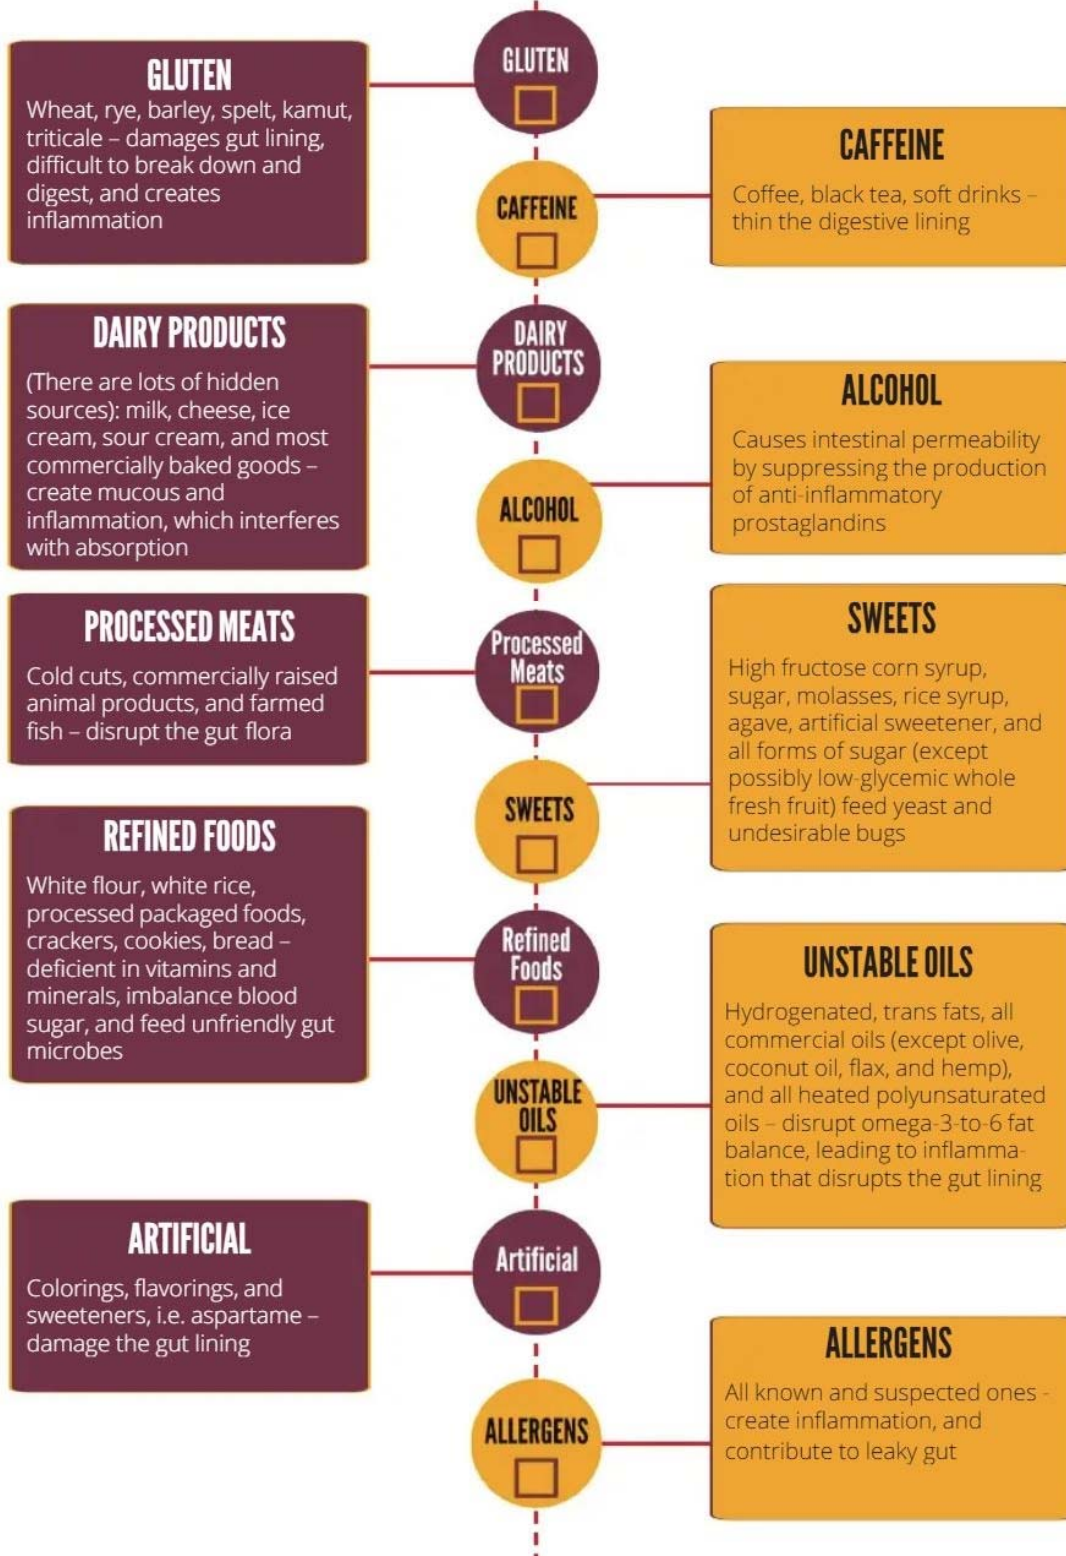 GLUTEN
GLUTEN
Wheat, rye, barley, spelt, kamut,
triticale – damages gut lining,
difficult to break down and
digest, and creates
inflammation
CAFFEINE
CAFFEINE
Coffee, black tea, soft drinks –
thin the digestive lining
DAIRY PRODUCTS
(There are lots of hidden
sources): milk, cheese, ice
cream, sour cream, and most
commercially baked goods –
create mucous and
inflammation, which interferes
with absorption
DAIRY
PRODUCTS
ALCOHOL
ALCOHOL
Causes intestinal permeability
by suppressing the production
of anti-inflammatory
prostaglandins
PROCESSED MEATS
Cold cuts, commercially raised
animal products, and farmed
fish – disrupt the gut flora
Processed
Meats
SWEETS
SWEETS
High fructose corn syrup,
sugar, molasses, rice syrup,
agave, artificial sweetener, and
all forms of sugar (except
possibly low-glycemic whole
fresh fruit) feed yeast and
undesirable bugs
REFINED FOODS
White flour, white rice,
processed packaged foods,
crackers, cookies, bread –
deficient in vitamins and
minerals, imbalance blood
sugar, and feed unfriendly gut
microbes
Refined
Foods
UNSTABLE
OILS
UNSTABLE OILS
Hydrogenated, trans fats, all
commercial oils (except olive,
coconut oil, flax, and hemp),
and all heated polyunsaturated
oils – disrupt omega-3-to-6 fat
balance, leading to inflamma-
tion that disrupts the gut lining
ARTIFICIAL
Colorings, flavorings, and
sweeteners, i.e. aspartame –
damage the gut lining
Artificial
ALLERGENS
ALLERGENS
All known and suspected ones -
create inflammation, and
contribute to leaky gut